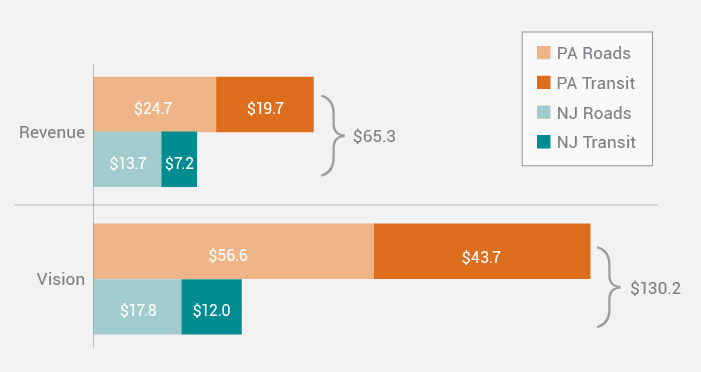 PA Roads
PA Transit
NJ Roads
NJ Transit
Revenue
$24.7 $19.7
$13.7 $7.2
$65.3
Vision
$56.6 $43.7
$17.8 $12.0
$130.2